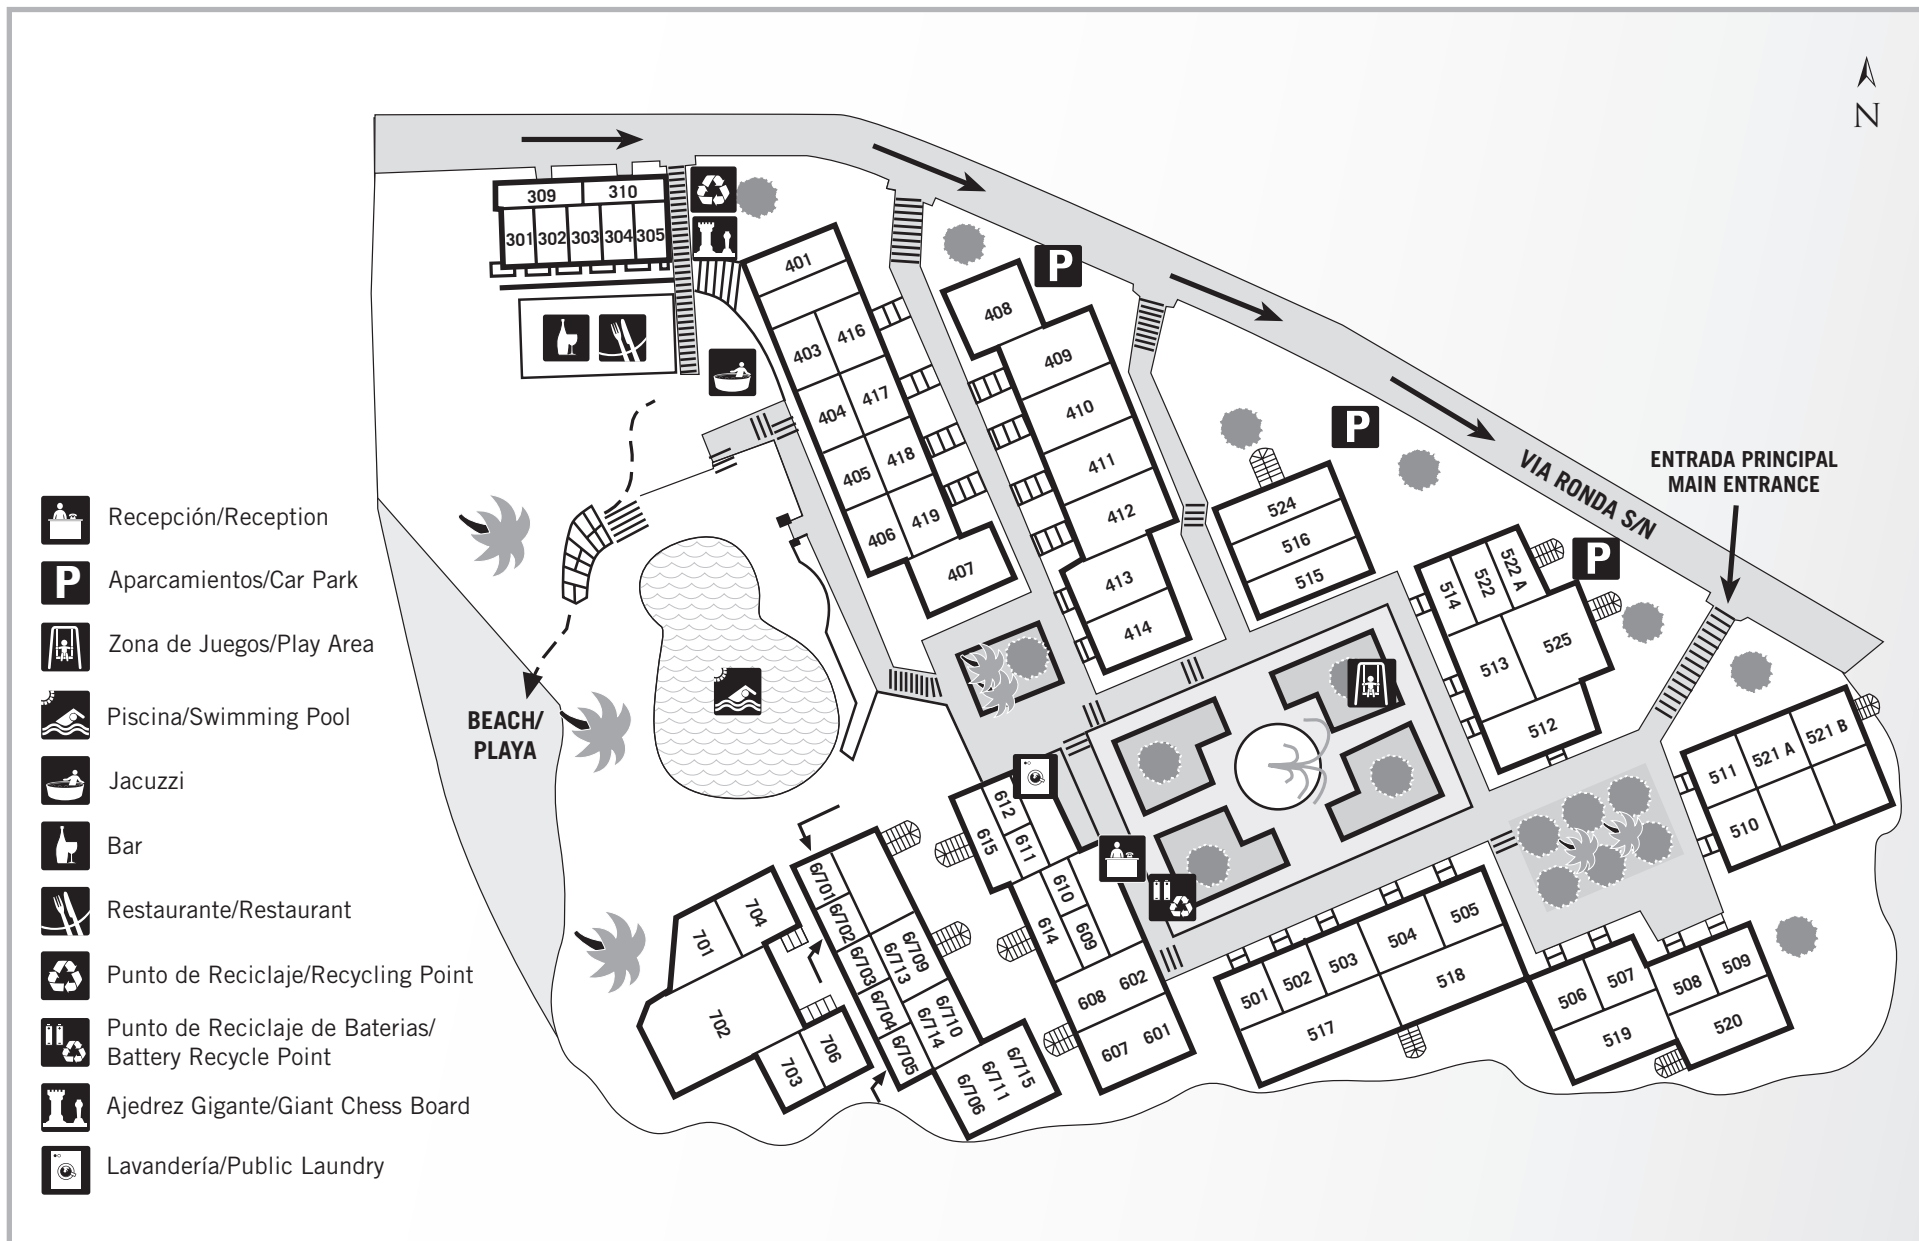 N
309
310
301 302 303 304 305
401
403 416
404 417
405 418
406 419
407
408
409
410
411
412
413
414
P
P
P
VIA RONDA S/N
ENTRADA PRINCIPAL
MAIN ENTRANCE
524
516
515
514 522 522 A
513 525
512
511 521 A 521 B
510
BEACH/
PLAYA
612
615 611
610
614 609
608 602
607 601
501 502 503 504 505
517 518
506 507 508 509
519 520
701 704
702
703 706
6/701
6/702
6/703
6/704
6/705
6/709
6/713
6/710
6/714
6/715
6/711
6/706
Recepción/Reception
P Aparcamientos/Car Park
Zona de Juegos/Play Area
Piscina/Swimming Pool
Jacuzzi
Bar
Restaurante/Restaurant
Punto de Reciclaje/Recycling Point
Punto de Reciclaje de Baterias/
Battery Recycle Point
Ajedrez Gigante/Giant Chess Board
Lavandería/Public Laundry